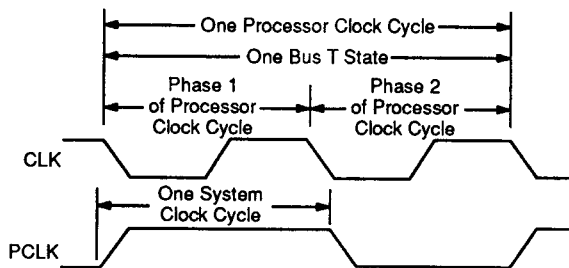 One Processor Clock Cycle
One Bus T State
Phase 1
of Processor
Clock Cycle
Phase 2
of Processor
Clock Cycle
CLK
One System
Clock Cycle
PCLK